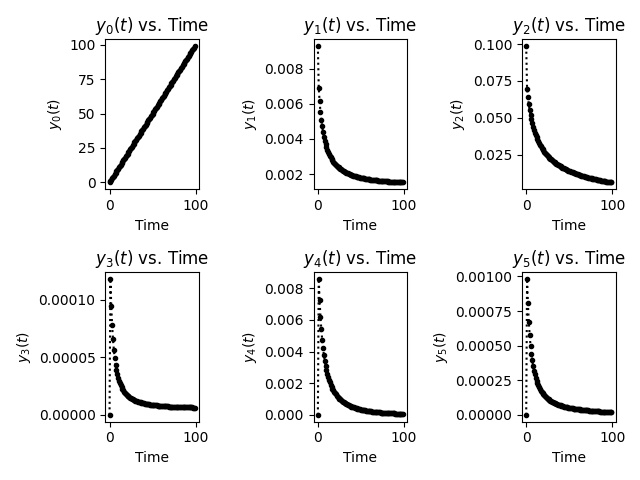 y₀(t) vs. Time
100
75
50
25
0
y₀(t)
0
100
Time
y₁(t) vs. Time
0.008
0.006
0.004
0.002
y₁(t)
0
100
Time
y₂(t) vs. Time
0.100
0.075
0.050
0.025
y₂(t)
0
100
Time
y₃(t) vs. Time
0.00010
0.00005
0.00000
y₃(t)
0
100
Time
y₄(t) vs. Time
0.008
0.006
0.004
0.002
0.000
y₄(t)
0
100
Time
y₅(t) vs. Time
0.00100
0.00075
0.00050
0.00025
0.00000
y₅(t)
0
100
Time